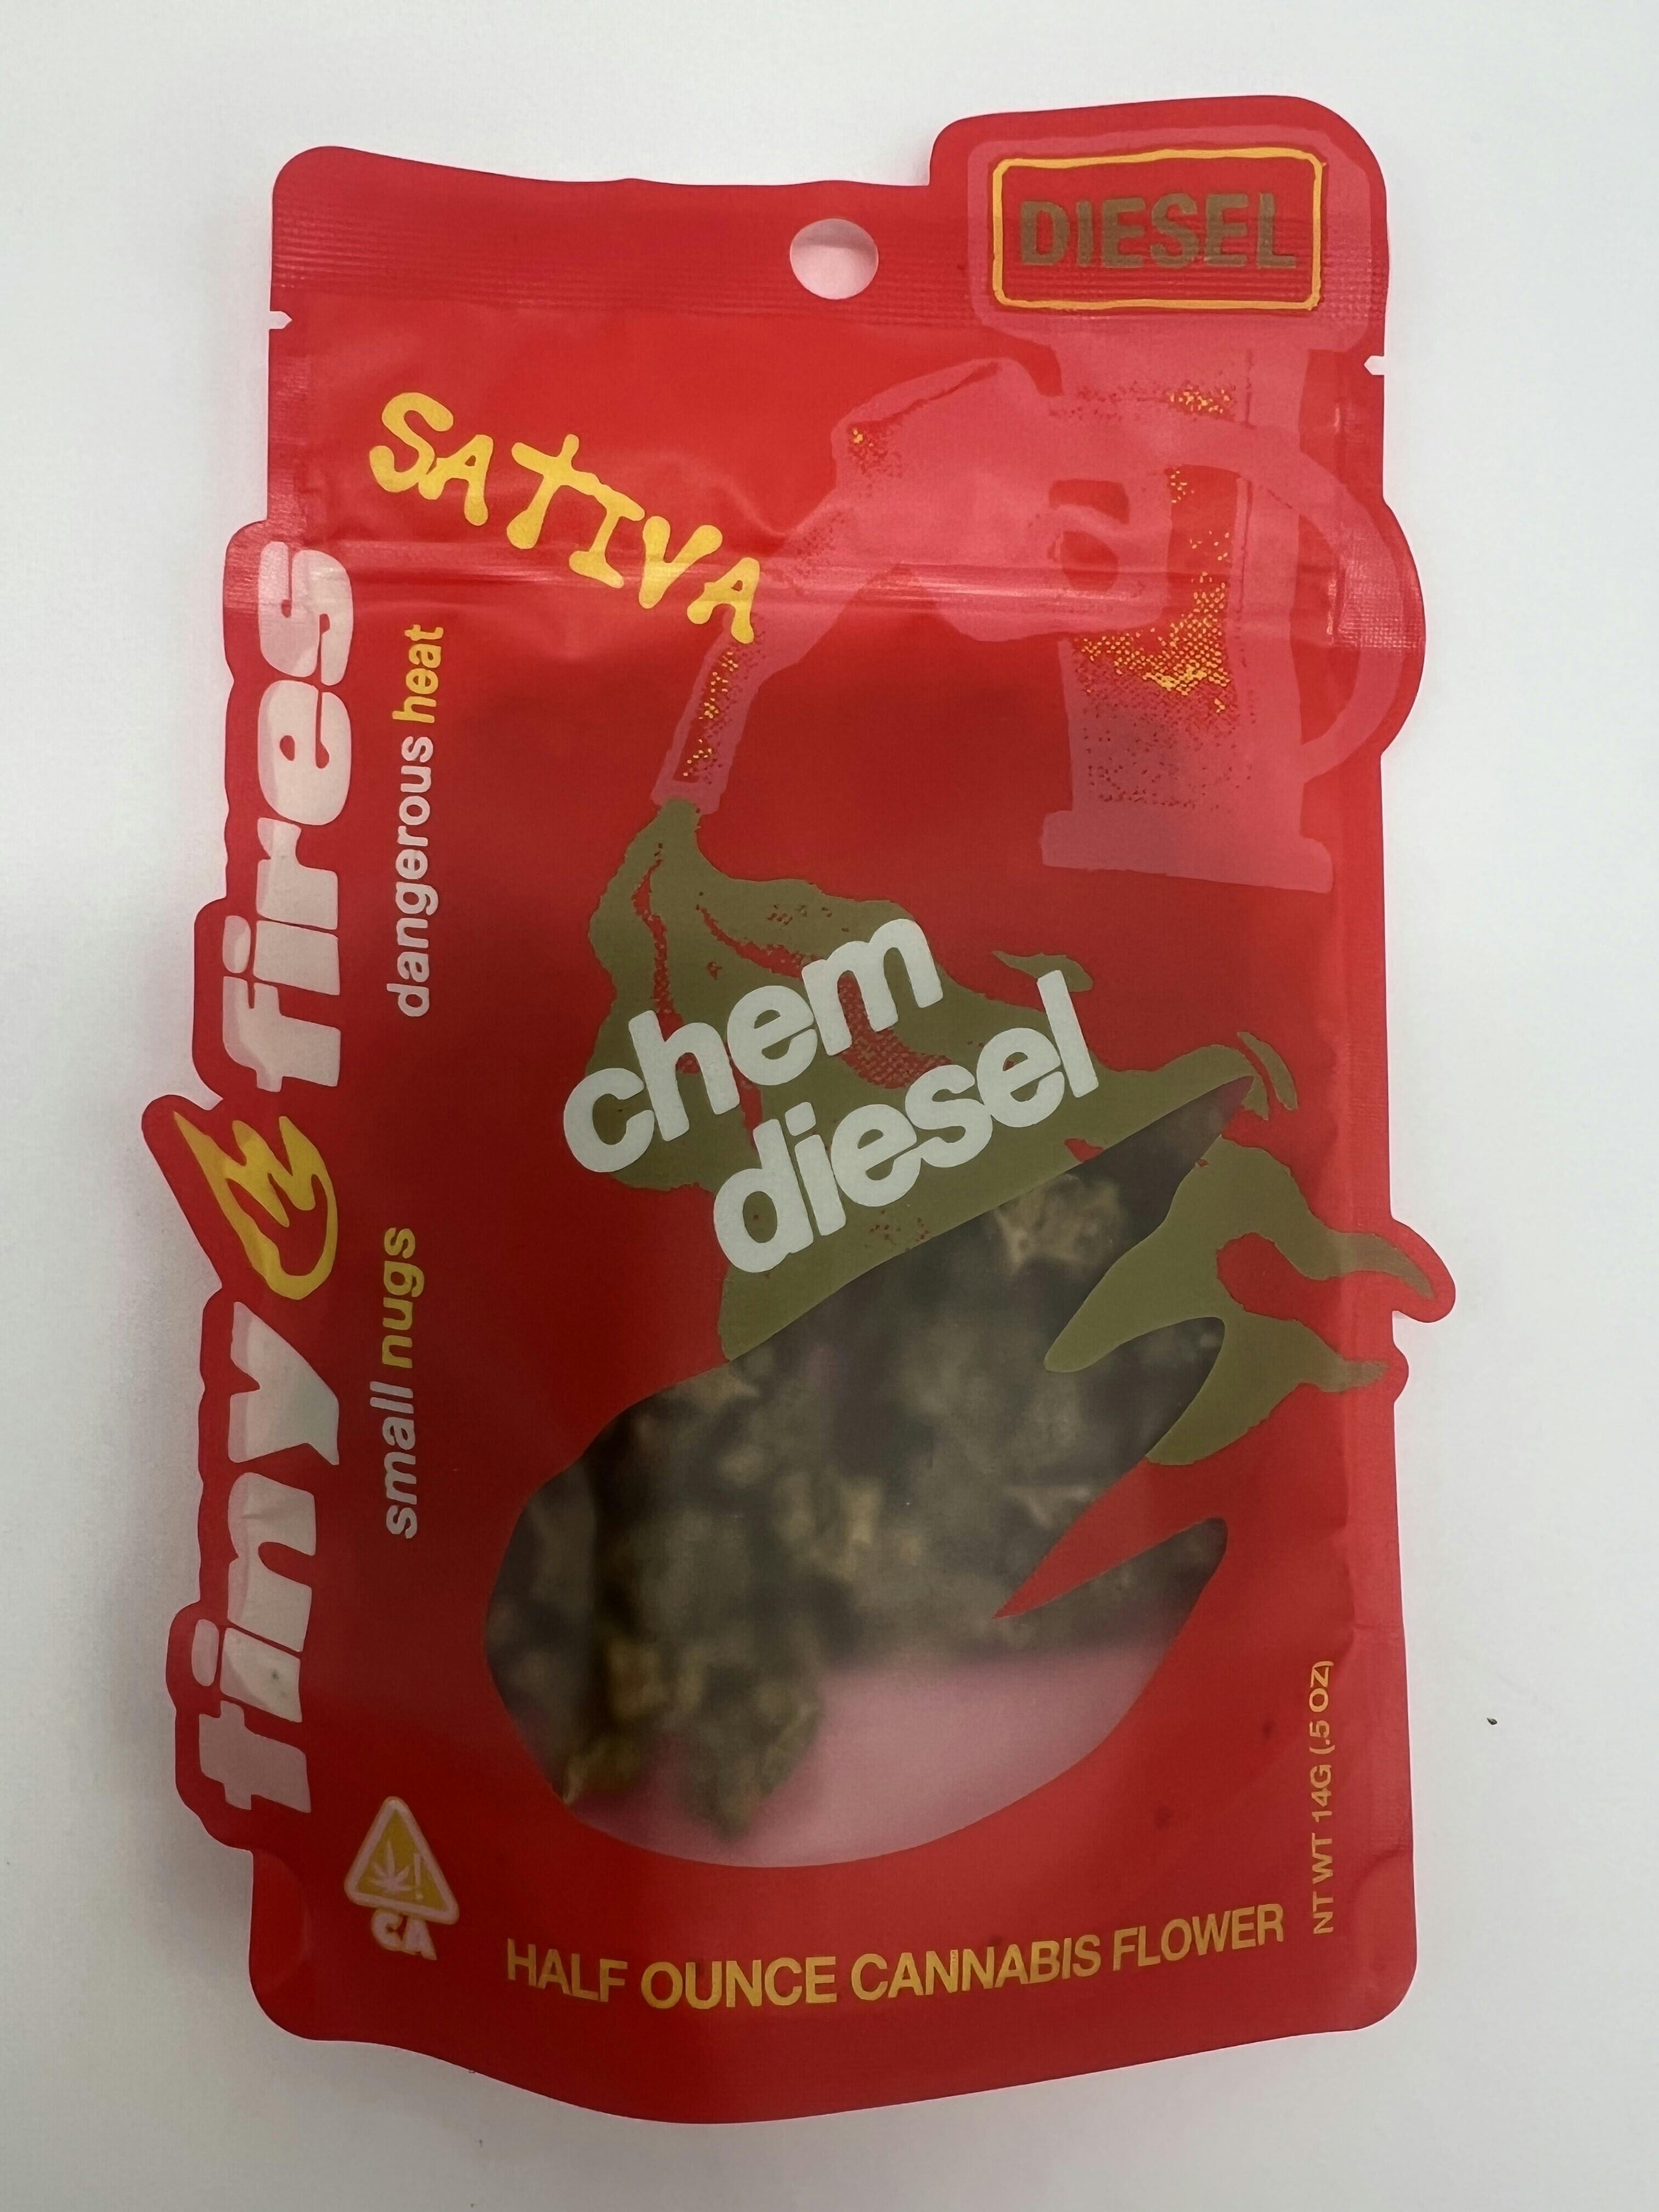 DIESEL
SATIVA
tiny fires
small nugs dangerous heat
chem
diesel
CA
HALF OUNCE CANNABIS FLOWER
NT WT 14G (.5 OZ)